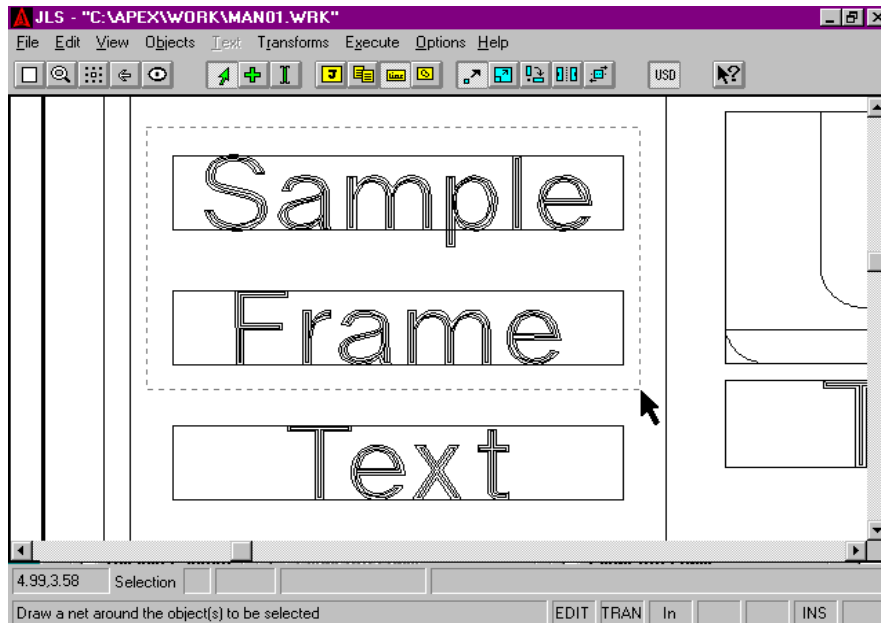 JLS - "C:\APEX\WORK\MAN01.WRK"
File Edit View Objects Text Transforms Execute Options Help
J USD ?
Sample
Frame
Text
T
4.99,3.58 Selection
Draw a net around the object(s) to be selected EDIT TRAN In INS